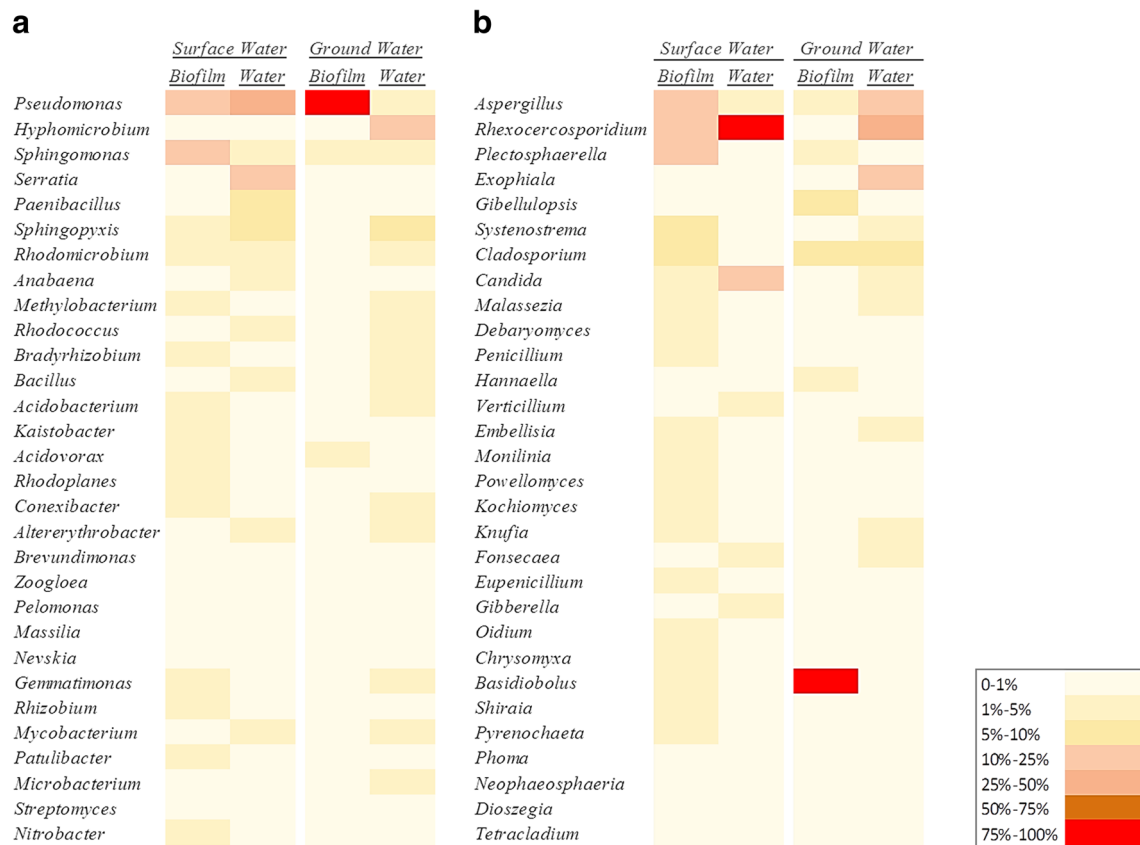 a
Surface Water Ground Water
Biofilm Water Biofilm Water
Pseudomonas
Hyphomicrobium
Sphingomonas
Serratia
Paenibacillus
Sphingopyxis
Rhodomicrobium
Anabaena
Methylobacterium
Rhodococcus
Bradyrhizobium
Bacillus
Acidobacterium
Kaistobacter
Acidovorax
Rhodoplanes
Conexibacter
Altererythrobacter
Brevundimonas
Zoogloea
Pelomonas
Massilia
Nevskia
Gemmatimonas
Rhizobium
Mycobacterium
Patulibacter
Microbacterium
Streptomyces
Nitrobacter
b
Surface Water Ground Water
Biofilm Water Biofilm Water
Aspergillus
Rhexocercosporidium
Plectosphaerella
Exophiala
Gibellulopsis
Systenostrema
Cladosporium
Candida
Malassezia
Debaryomyces
Penicillium
Hannaella
Verticillium
Embellisia
Monilinia
Powellomyces
Kochiomyces
Knufia
Fonsecaea
Eupenicillium
Gibberella
Oidium
Chrysomyxa
Basidiobolus
Shiraia
Pyrenochaeta
Phoma
Neophaeosphaeria
Dioszegia
Tetracladium
0-1%
1%-5%
5%-10%
10%-25%
25%-50%
50%-75%
75%-100%